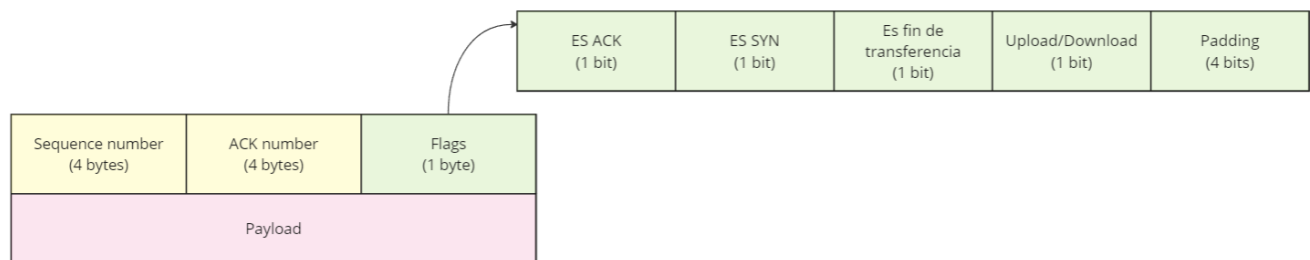 ES ACK
(1 bit)
ES SYN
(1 bit)
Es fin de
transferencia
(1 bit)
Upload/Download
(1 bit)
Padding
(4 bits)
Sequence number
(4 bytes)
ACK number
(4 bytes)
Flags
(1 byte)
Payload